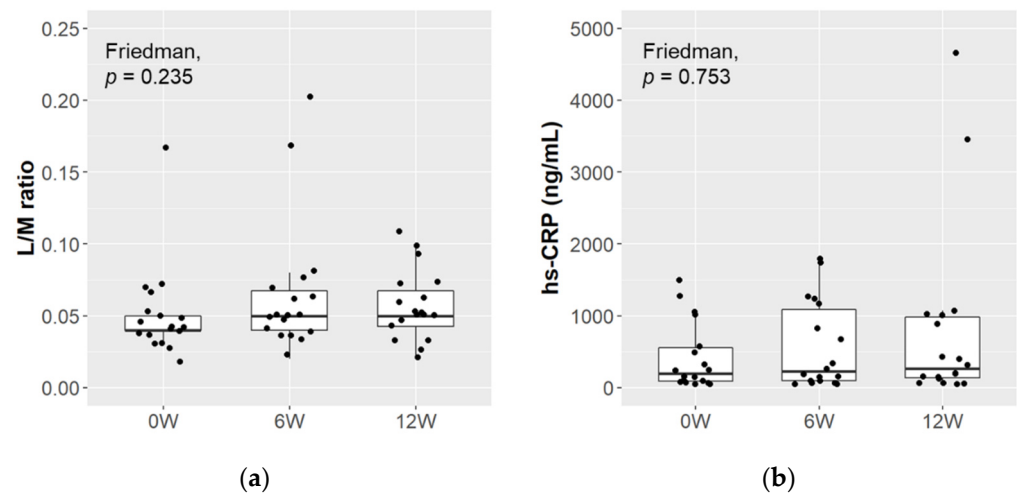 Friedman,
p = 0.235
L/M ratio
0.25
0.20
0.15
0.10
0.05
0.00
0W 6W 12W
(a)
Friedman,
p = 0.753
hs-CRP (ng/mL)
5000
4000
3000
2000
1000
0
0W 6W 12W
(b)